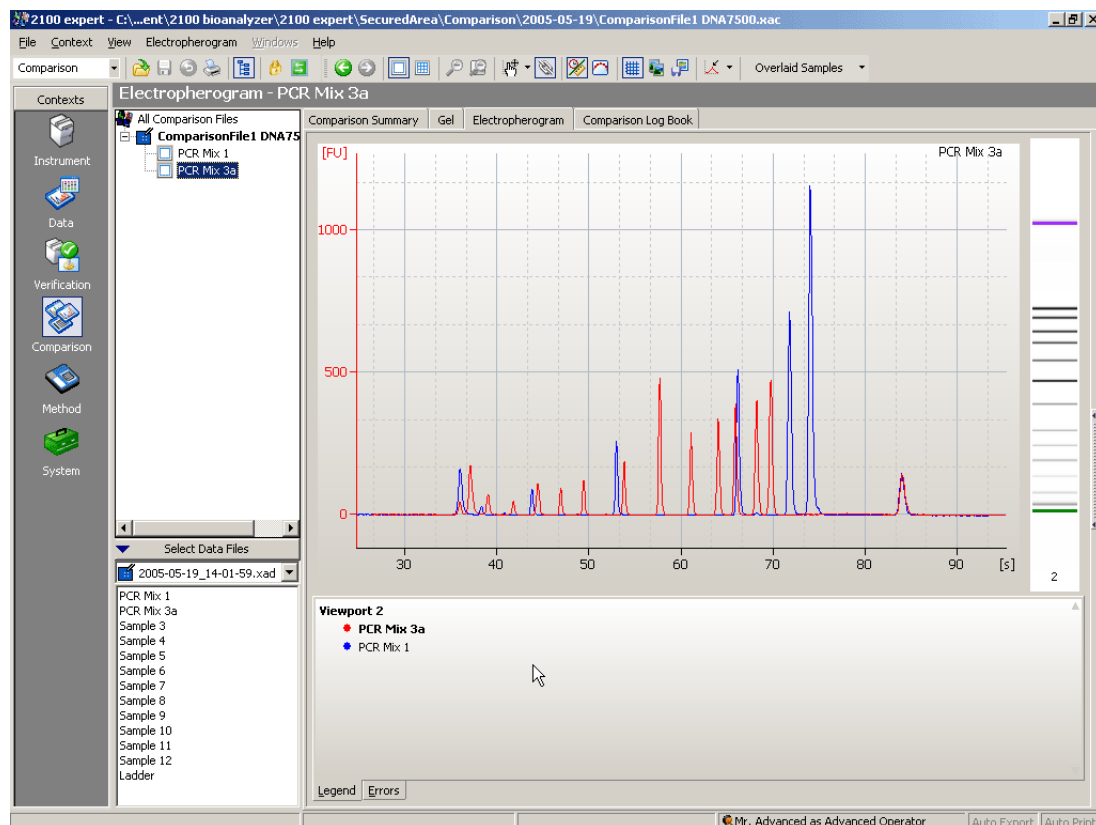 2100 expert - C:\...ent\2100 bioanalyzer\2100 expert\SecuredArea\Comparison\2005-05-19\ComparisonFile1 DNA7500.xac
File Context View Electropherogram Windows Help
Comparison
Overlaid Samples
Contexts
Electropherogram - PCR Mix 3a
Instrument
Data
Verification
Comparison
Method
System
All Comparison Files
ComparisonFile1 DNA75
PCR Mix 1
PCR Mix 3a
Select Data Files
2005-05-19_14-01-59.xad
PCR Mix 1
PCR Mix 3a
Sample 3
Sample 4
Sample 5
Sample 6
Sample 7
Sample 8
Sample 9
Sample 10
Sample 11
Sample 12
Ladder
Comparison Summary Gel Electropherogram Comparison Log Book
[FU]
PCR Mix 3a
1000
500
0
30 40 50 60 70 80 90 [s]
2
Viewport 2
PCR Mix 3a
PCR Mix 1
Legend Errors
Mr. Advanced as Advanced Operator Auto Export Auto Print